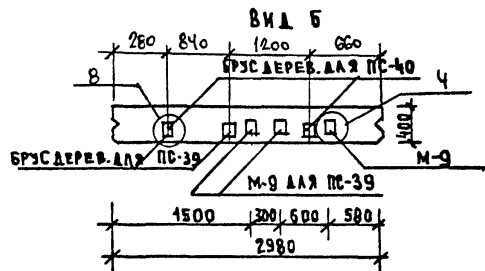 ВИД Б
280 840 1200 660
БРУС ДЕРЕВ. ДЛЯ ПС-40
8 4
400
БРУС ДЕРЕВ. ДЛЯ ПС-39 М-9
М-9 ДЛЯ ПС-39
1500 300 600 580
2980